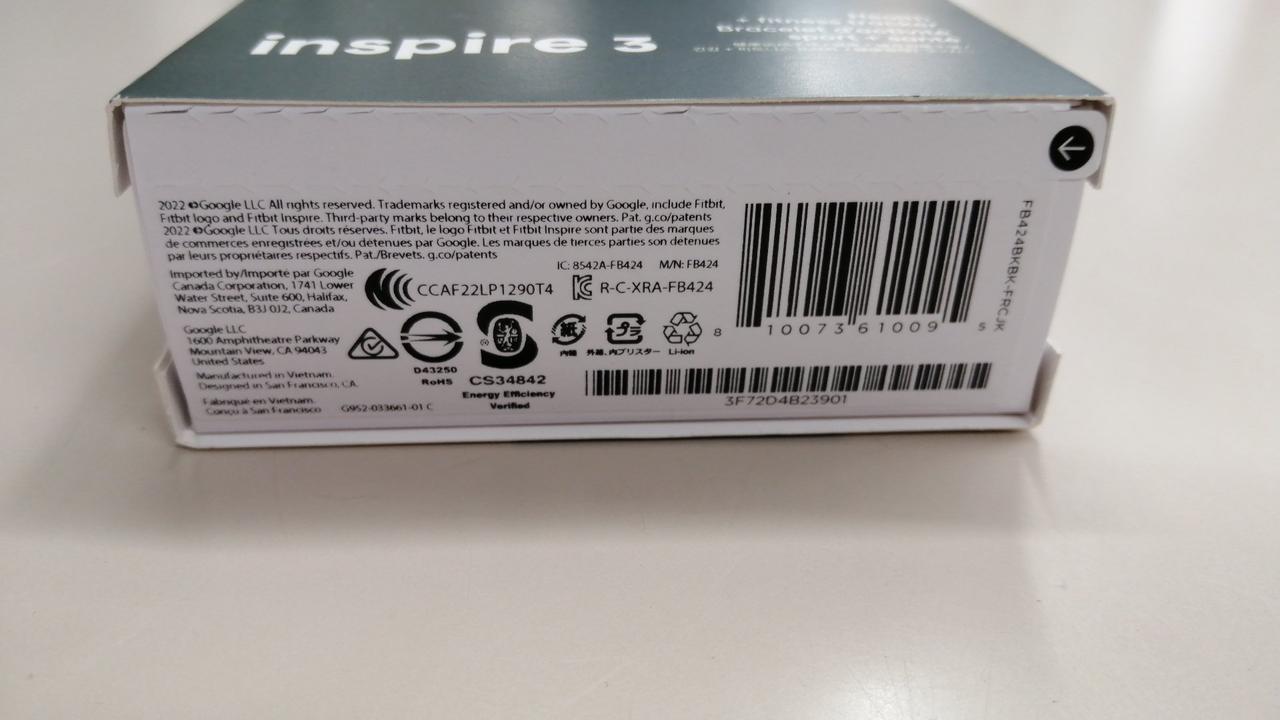 inspire 3
+ fitness
Bracelet d'
sport +
2022 ©Google LLC All rights reserved. Trademarks registered and/or owned by Google, include Fitbit,
Fitbit logo and Fitbit Inspire. Third-party marks belong to their respective owners. Pat. g.co/patents
2022 ©Google LLC Tous droits réserves. Fitbit, le logo Fitbit et Fitbit Inspire sont partie des marques
de commerces enregistrées et/ou détenues par Google. Les marques de tierces parties son detenues
par leurs propriétaires respectifs. Pat./Brevets. g.co/patents
IC: 8542A-FB424 M/N: FB424
Imported by/Importé par Google
Canada Corporation, 1741 Lower
Water Street, Suite 600, Halifax,
Nova Scotia, B3J 0J2, Canada
CCAF22LP1290T4
R-C-XRA-FB424
Google LLC
1600 Amphitheatre Parkway
Mountain View, CA 94043
United States
Manufactured in Vietnam.
Designed in San Francisco, CA.
Fabriqué en Vietnam.
Conçu à San Francisco
G952-033661-01 C
D43250
RoHS
®
CS34842
Energy Efficiency
Verified
紙
内箱
プラ
外箱、内ブリスター
Li-ion
8 10073 61009 5
3F72D4B23901
FB424BKBK-FRCJK